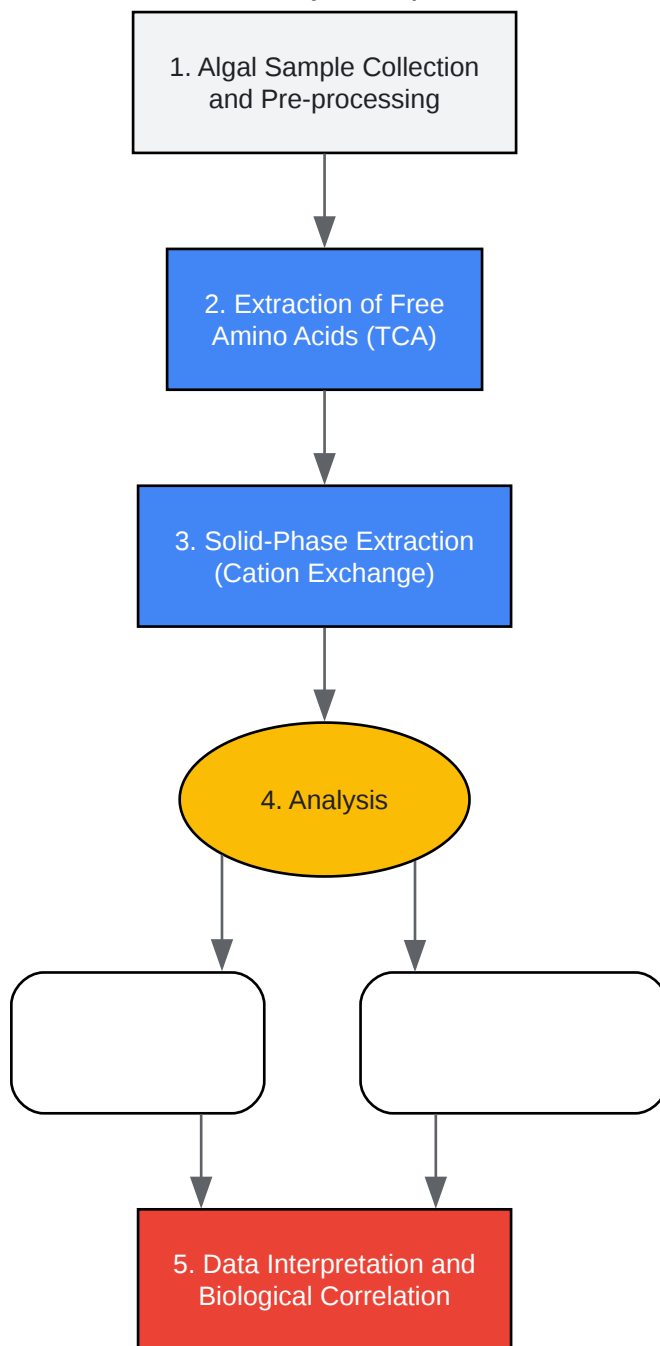 1. Algal Sample Collection
and Pre-processing
2. Extraction of Free
Amino Acids (TCA)
3. Solid-Phase Extraction
(Cation Exchange)
4. Analysis
5. Data Interpretation and
Biological Correlation